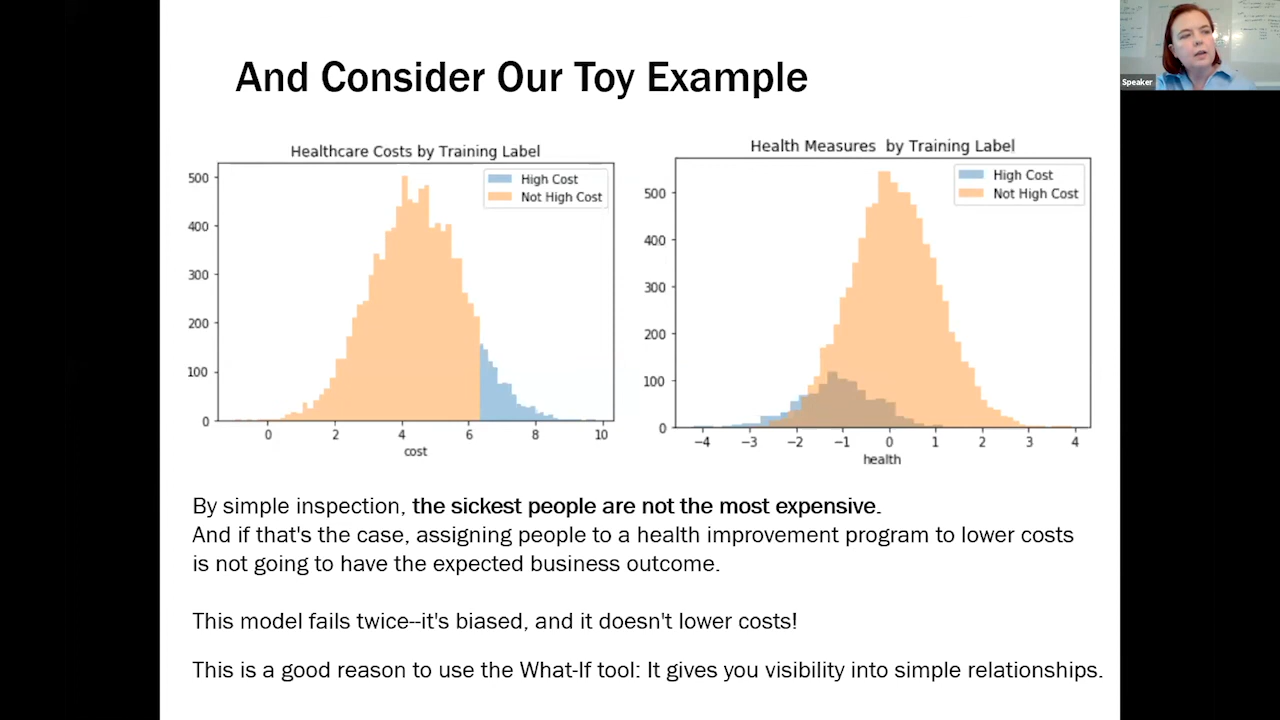 And Consider Our Toy Example
Speaker
Healthcare Costs by Training Label
High Cost
Not High Cost
500
400
300
200
100
0
0 2 4 6 8 10
cost
Health Measures by Training Label
High Cost
Not High Cost
500
400
300
200
100
0
−4 −3 −2 −1 0 1 2 3 4
health
By simple inspection, the sickest people are not the most expensive.
And if that's the case, assigning people to a health improvement program to lower costs
is not going to have the expected business outcome.
This model fails twice--it's biased, and it doesn't lower costs!
This is a good reason to use the What-If tool: It gives you visibility into simple relationships.